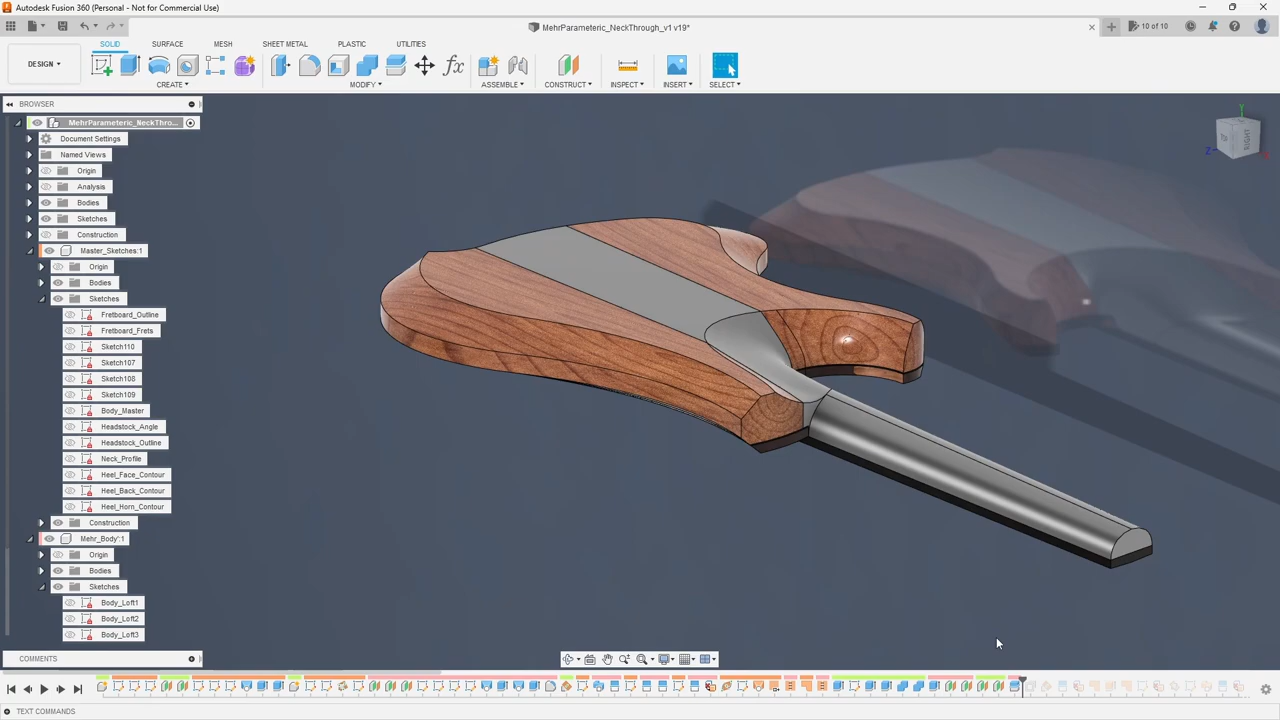 Autodesk Fusion 360 (Personal - Not for Commercial Use)
MehrParameteric_NeckThrough_v1 v19*
10 of 10
SOLID
SURFACE
MESH
SHEET METAL
PLASTIC
UTILITIES
DESIGN
CREATE
MODIFY
ASSEMBLE
CONSTRUCT
INSPECT
INSERT
SELECT
BROWSER
MehrParameteric_NeckThro...
Document Settings
Named Views
Origin
Analysis
Bodies
Sketches
Construction
Master_Sketches:1
Origin
Bodies
Sketches
Fretboard_Outline
Fretboard_Frets
Sketch110
Sketch107
Sketch108
Sketch109
Body_Master
Headstock_Angle
Headstock_Outline
Neck_Profile
Heel_Face_Contour
Heel_Back_Contour
Heel_Horn_Contour
Construction
Mehr_Body':1
Origin
Bodies
Sketches
Body_Loft1
Body_Loft2
Body_Loft3
Y
RIGHT
Z
COMMENTS
TEXT COMMANDS